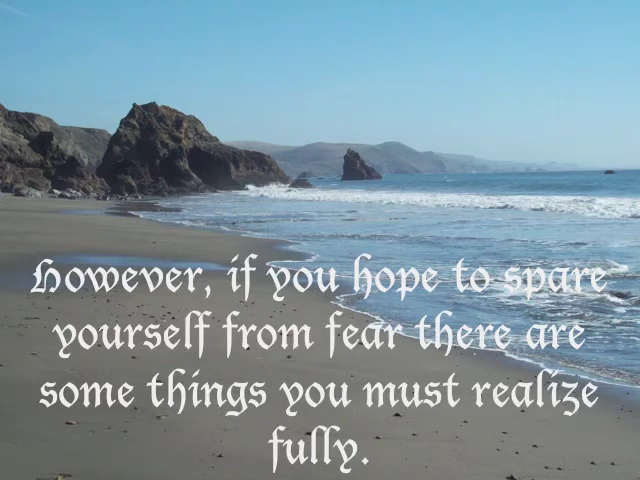 However, if you hope to spare
yourself from fear there are
some things you must realize
fully.